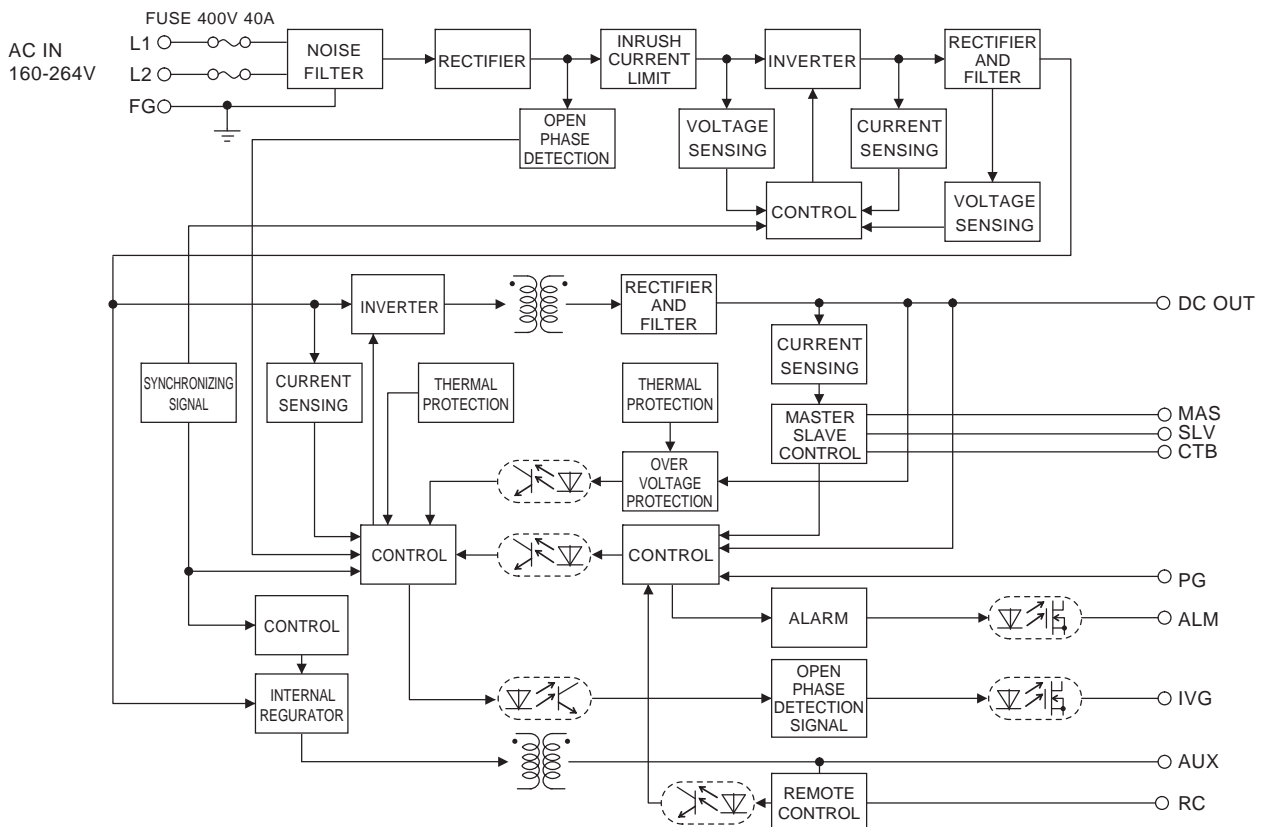 FUSE 400V 40A
AC IN
160-264V
L1
L2
FG
NOISE
FILTER
RECTIFIER
INRUSH
CURRENT
LIMIT
INVERTER
RECTIFIER
AND
FILTER
OPEN
PHASE
DETECTION
VOLTAGE
SENSING
CURRENT
SENSING
CONTROL
VOLTAGE
SENSING
INVERTER
RECTIFIER
AND
FILTER
DC OUT
SYNCHRONIZING
SIGNAL
CURRENT
SENSING
THERMAL
PROTECTION
THERMAL
PROTECTION
CURRENT
SENSING
MASTER
SLAVE
CONTROL
MAS
SLV
CTB
OVER
VOLTAGE
PROTECTION
CONTROL
CONTROL
PG
CONTROL
ALARM
ALM
INTERNAL
REGURATOR
OPEN
PHASE
DETECTION
SIGNAL
IVG
AUX
REMOTE
CONTROL
RC